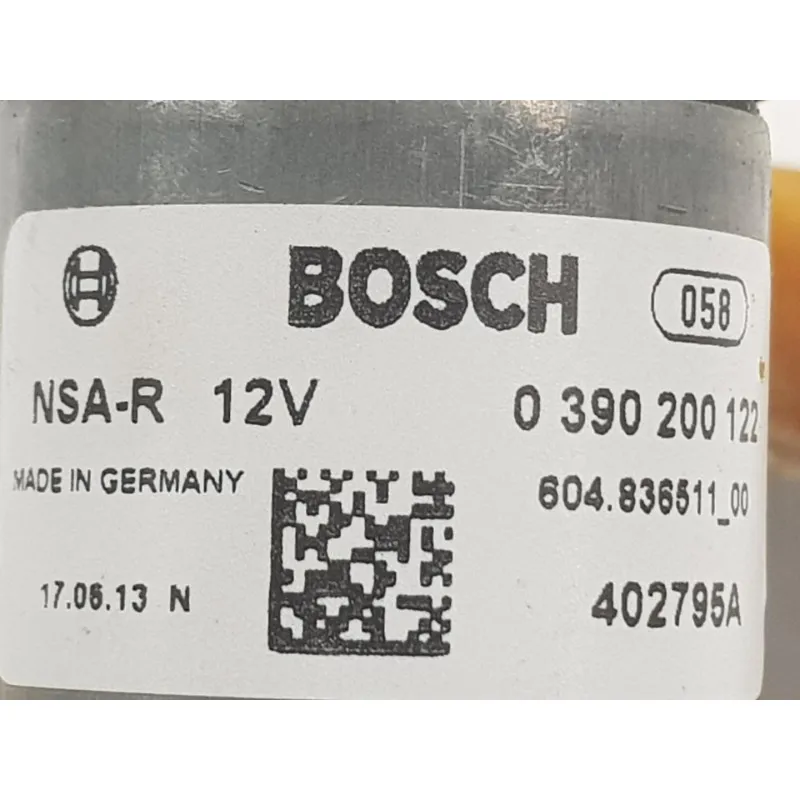 BOSCH 058
NSA-R 12V 0 390 200 122
MADE IN GERMANY 604.836511_00
17.06.13 N 402795A